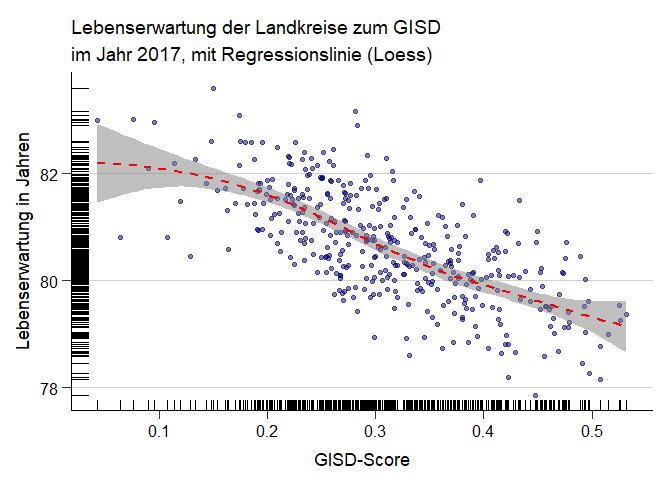 Lebenserwartung der Landkreise zum GISD
im Jahr 2017, mit Regressionslinie (Loess)
Lebenserwartung in Jahren
82
80
78
0.1 0.2 0.3 0.4 0.5
GISD-Score